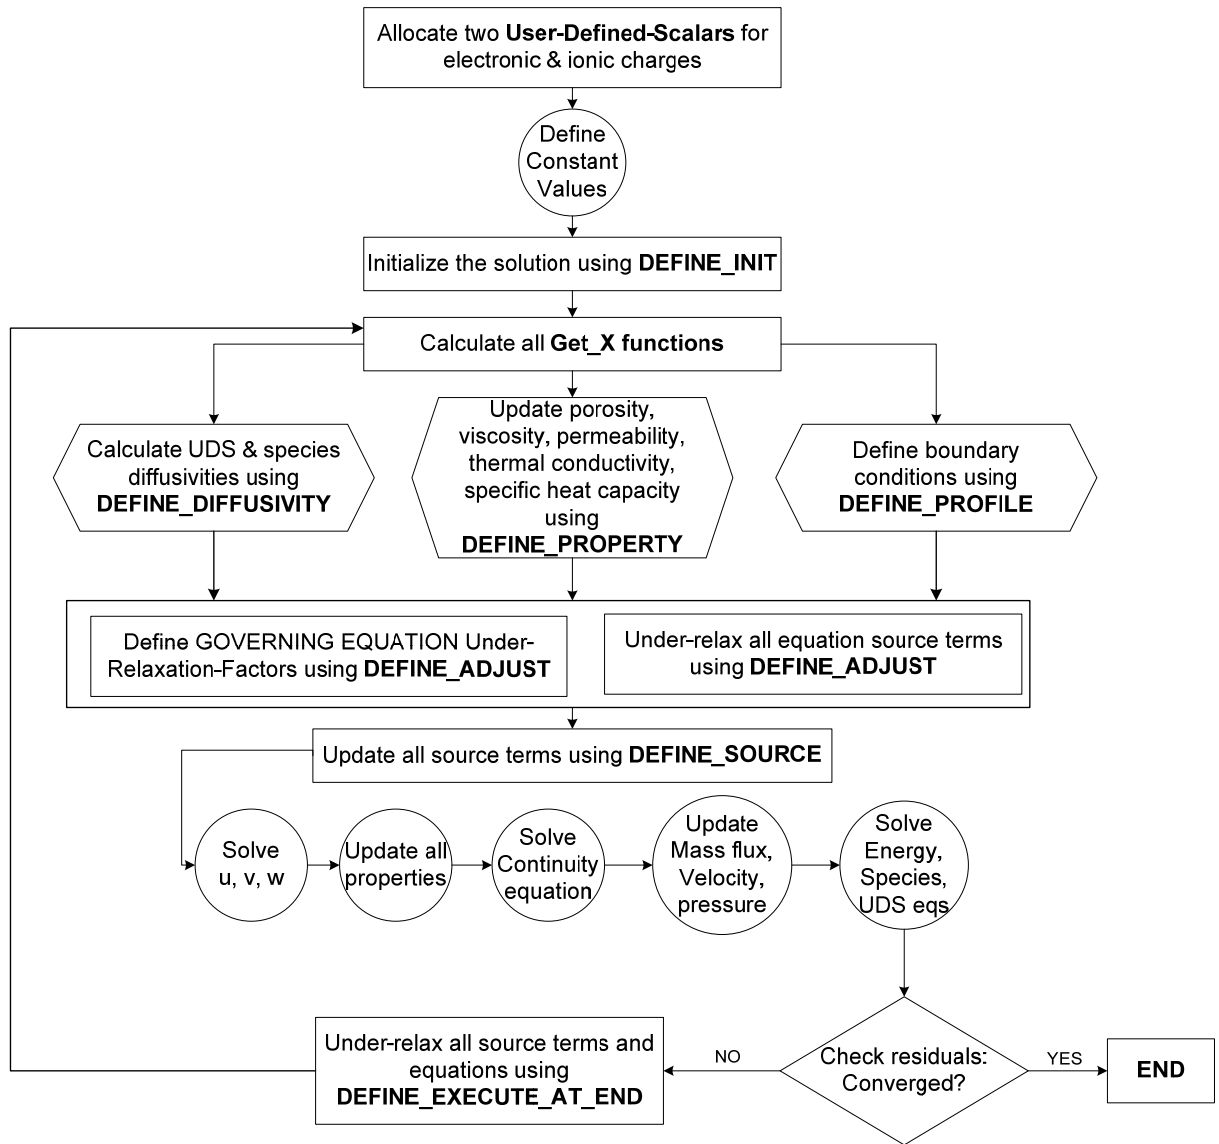 Allocate two User-Defined-Scalars for
electronic & ionic charges
Define
Constant
Values
Initialize the solution using DEFINE_INIT
Calculate all Get_X functions
Calculate UDS & species
diffusivities using
DEFINE_DIFFUSIVITY
Update porosity,
viscosity, permeability,
thermal conductivity,
specific heat capacity
using
DEFINE_PROPERTY
Define boundary
conditions using
DEFINE_PROFILE
Define GOVERNING EQUATION Under-
Relaxation-Factors using DEFINE_ADJUST
Under-relax all equation source terms
using DEFINE_ADJUST
Update all source terms using DEFINE_SOURCE
Solve
u, v, w
Update all
properties
Solve
Continuity
equation
Update
Mass flux,
Velocity,
pressure
Solve
Energy,
Species,
UDS eqs
Under-relax all source terms and
equations using
DEFINE_EXECUTE_AT_END
NO
Check residuals:
Converged?
YES
END